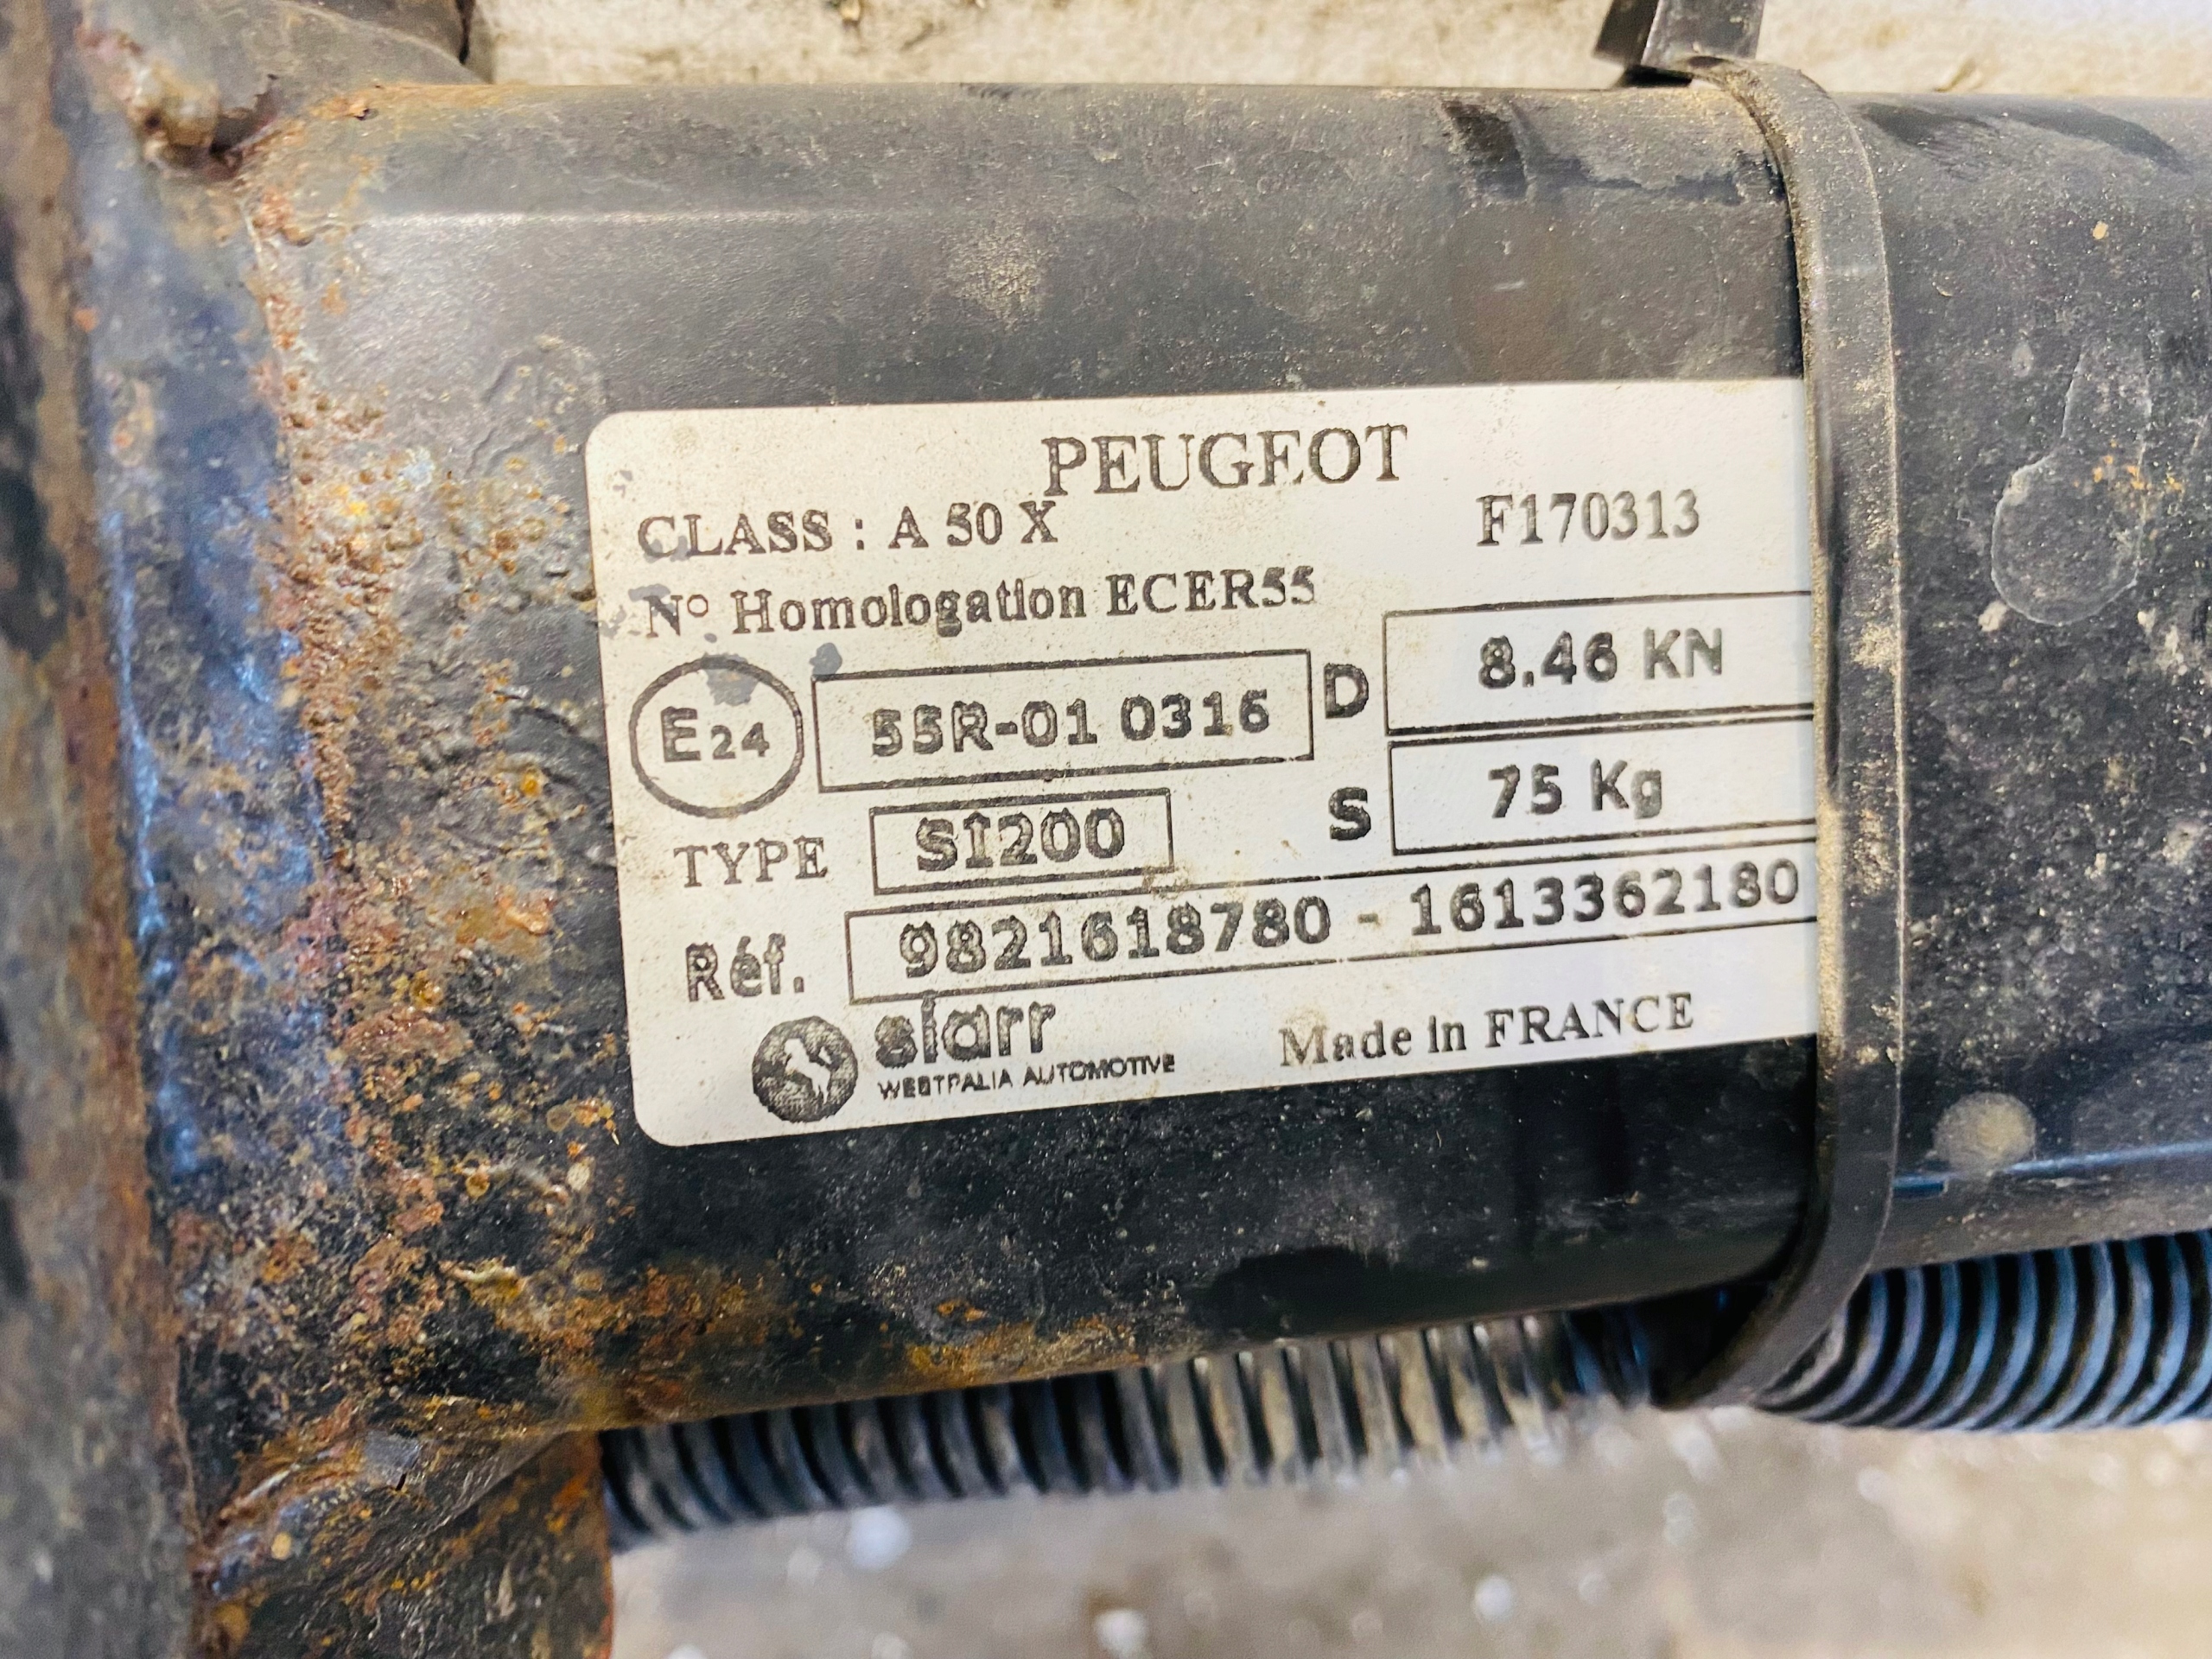 PEUGEOT
CLASS : A 50 X F170313
N° Homologation ECER55
E24 55R-01 0316 D 8.46 KN
S 75 Kg
TYPE SI200
Réf. 9821618780 - 1613362180
siarr
WESTFALIA AUTOMOTIVE
Made in FRANCE